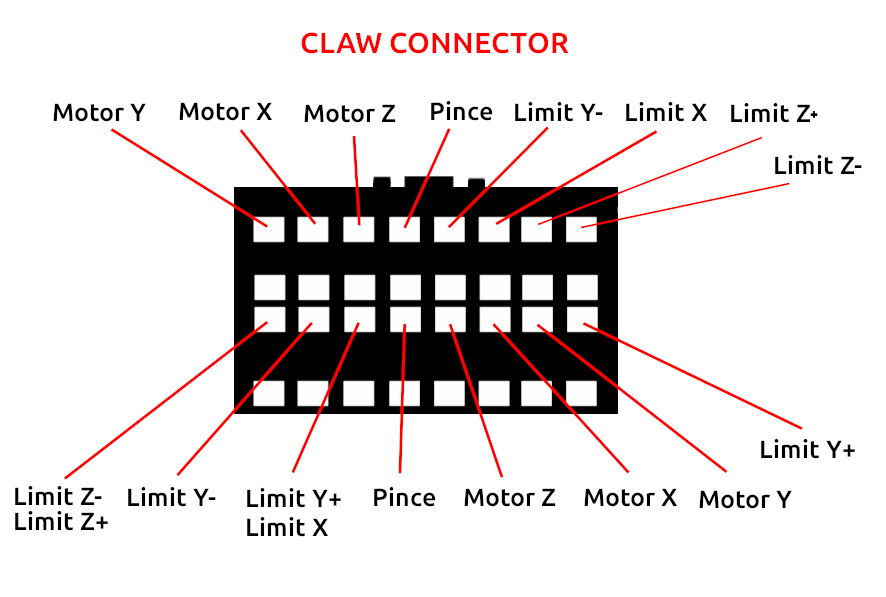 CLAW CONNECTOR
Motor Y Motor X Motor Z Pince Limit Y- Limit X Limit Z+
Limit Z-
Limit Y+
Limit Z- Limit Y- Limit Y+ Pince Motor Z Motor X Motor Y
Limit Z+ Limit X